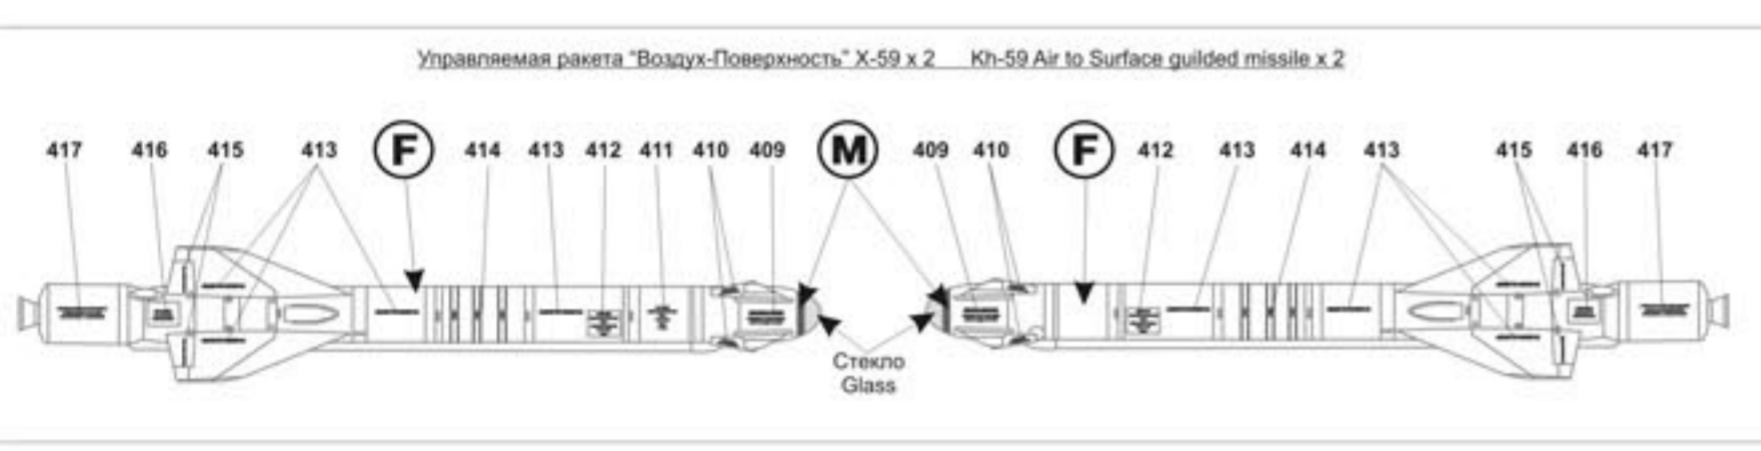 Управляемая ракета "Воздух-Поверхность" Х-59 х 2 Kh-59 Air to Surface guilded missile x 2
417 416 415 413 F 414 413 412 411 410 409 M 409 410 F 412 413 414 413 415 416 417
Стекло
Glass